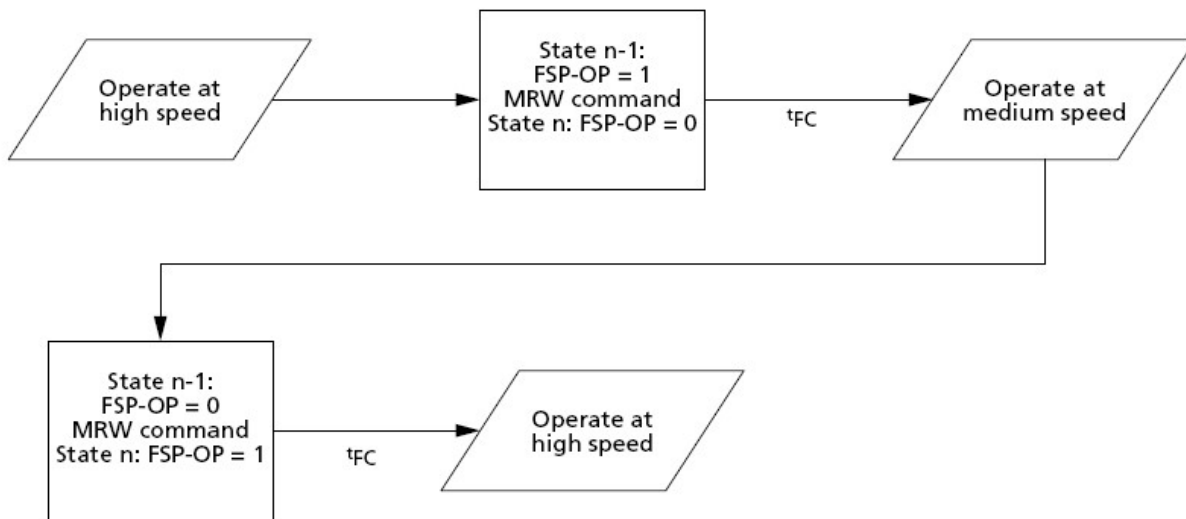 Operate at
high speed
State n-1:
FSP-OP = 1
MRW command
State n: FSP-OP = 0
tFC
Operate at
medium speed
State n-1:
FSP-OP = 0
MRW command
State n: FSP-OP = 1
tFC
Operate at
high speed